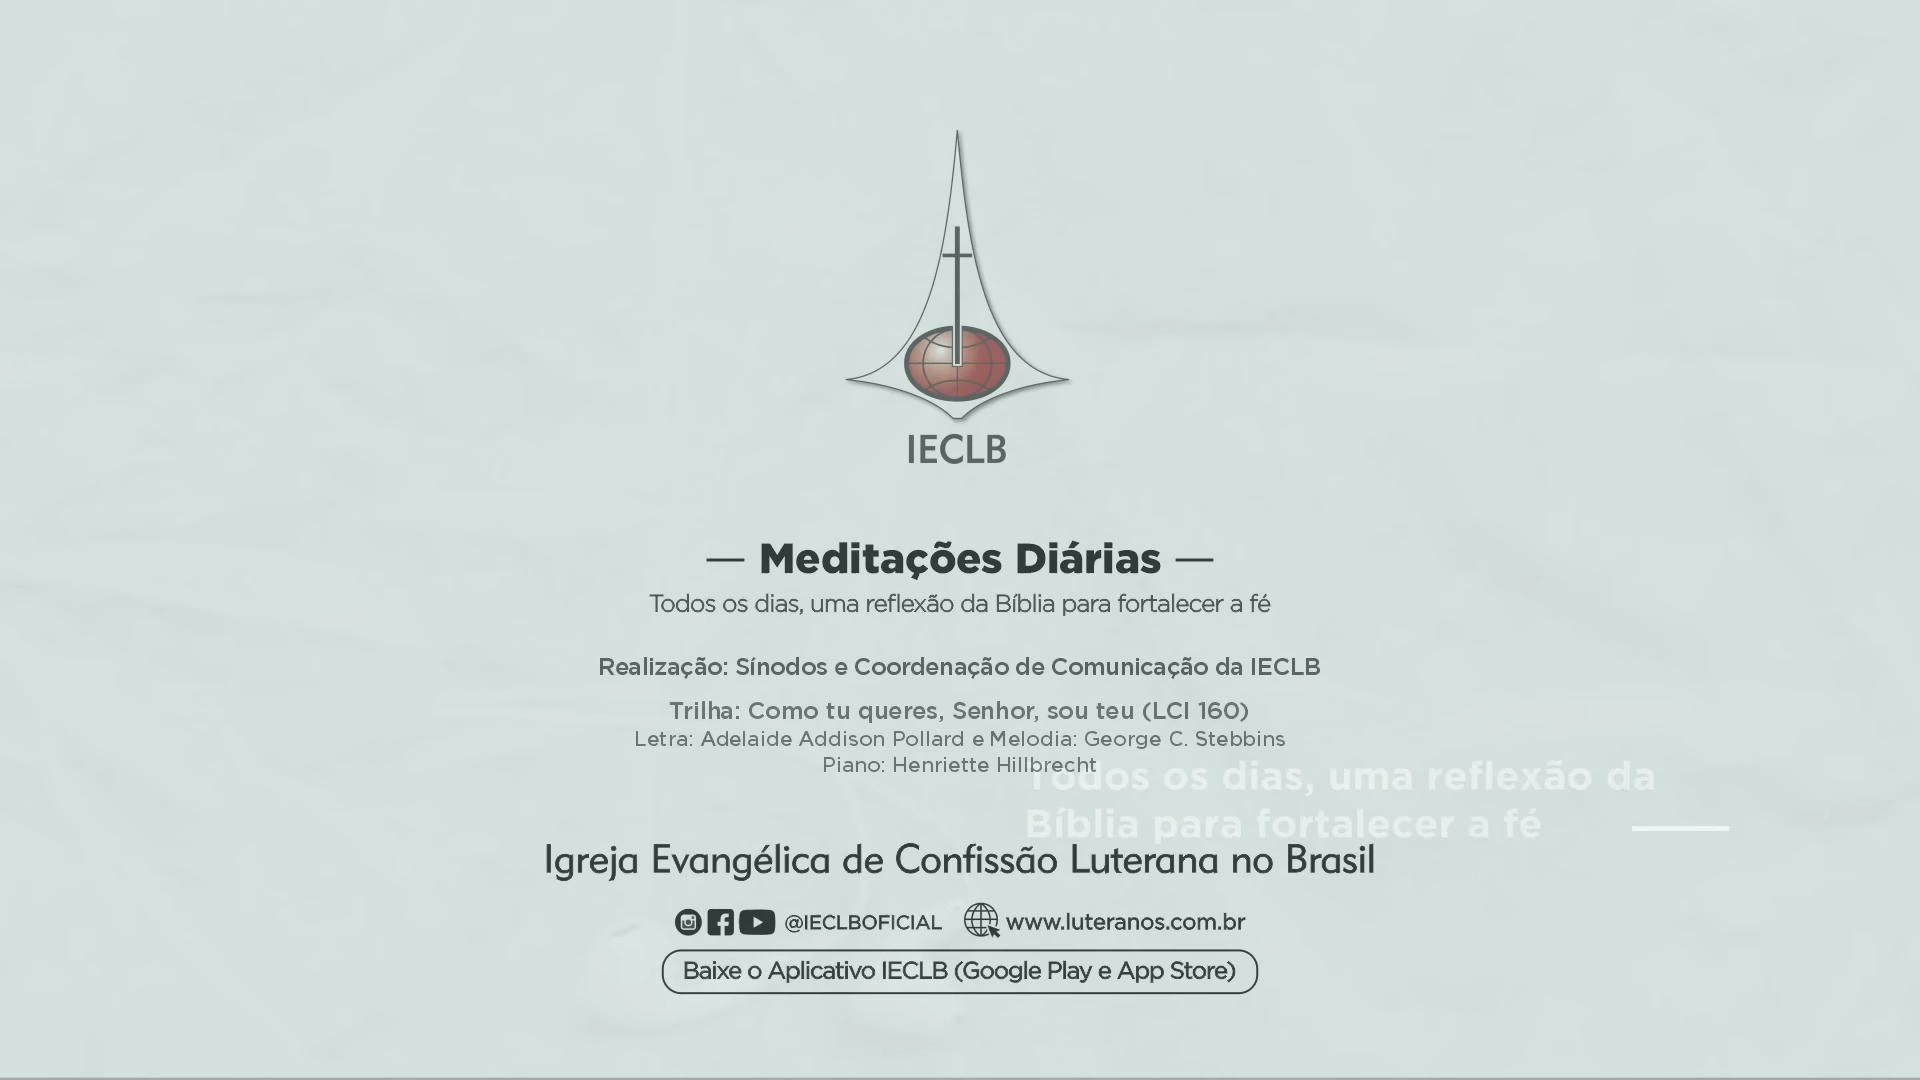 IECLB
— Meditações Diárias —
Todos os dias, uma reflexão da Bíblia para fortalecer a fé
Realização: Sínodos e Coordenação de Comunicação da IECLB
Trilha: Como tu queres, Senhor, sou teu (LCI 160)
Letra: Adelaide Addison Pollard e Melodia: George C. Stebbins
Piano: Henriette Hillbrecht
Todos os dias, uma reflexão da
Bíblia para fortalecer a fé
Igreja Evangélica de Confissão Luterana no Brasil
@IECLBOFICIAL www.luteranos.com.br
Baixe o Aplicativo IECLB (Google Play e App Store)